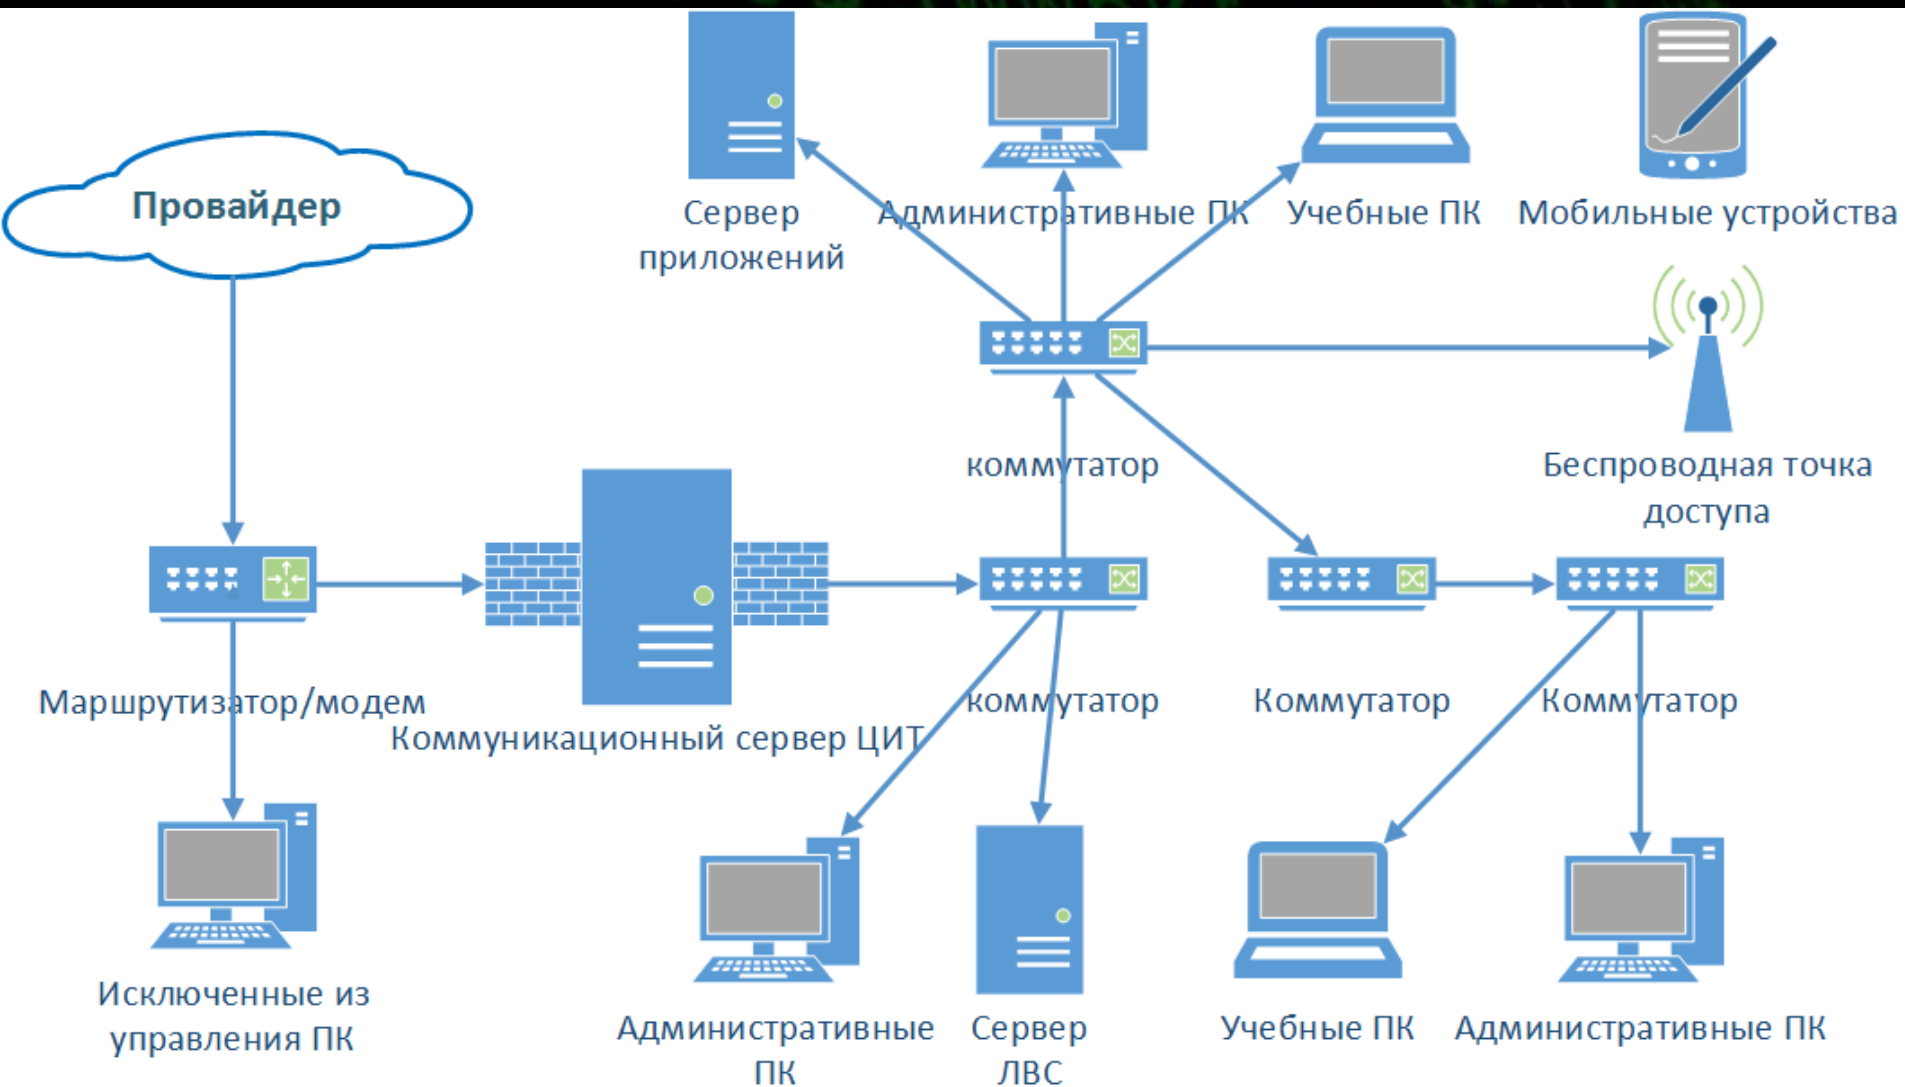 Провайдер
Сервер
приложений
Административные ПК
Учебные ПК
Мобильные устройства
коммутатор
Беспроводная точка
доступа
Маршрутизатор/модем
Коммуникационный сервер ЦИТ
коммутатор
Коммутатор
Коммутатор
Исключенные из
управления ПК
Административные
ПК
Сервер
ЛВС
Учебные ПК
Административные ПК